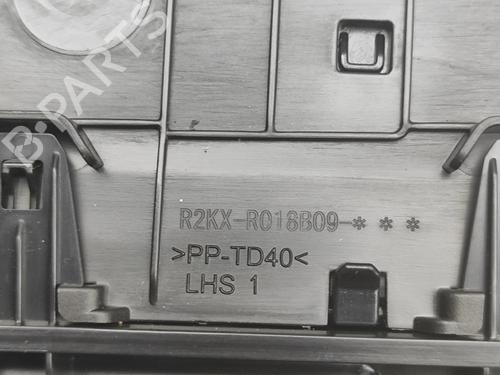 B-PARTS
R2KX-R018B09-***
>PP-TD40<
LHS 1